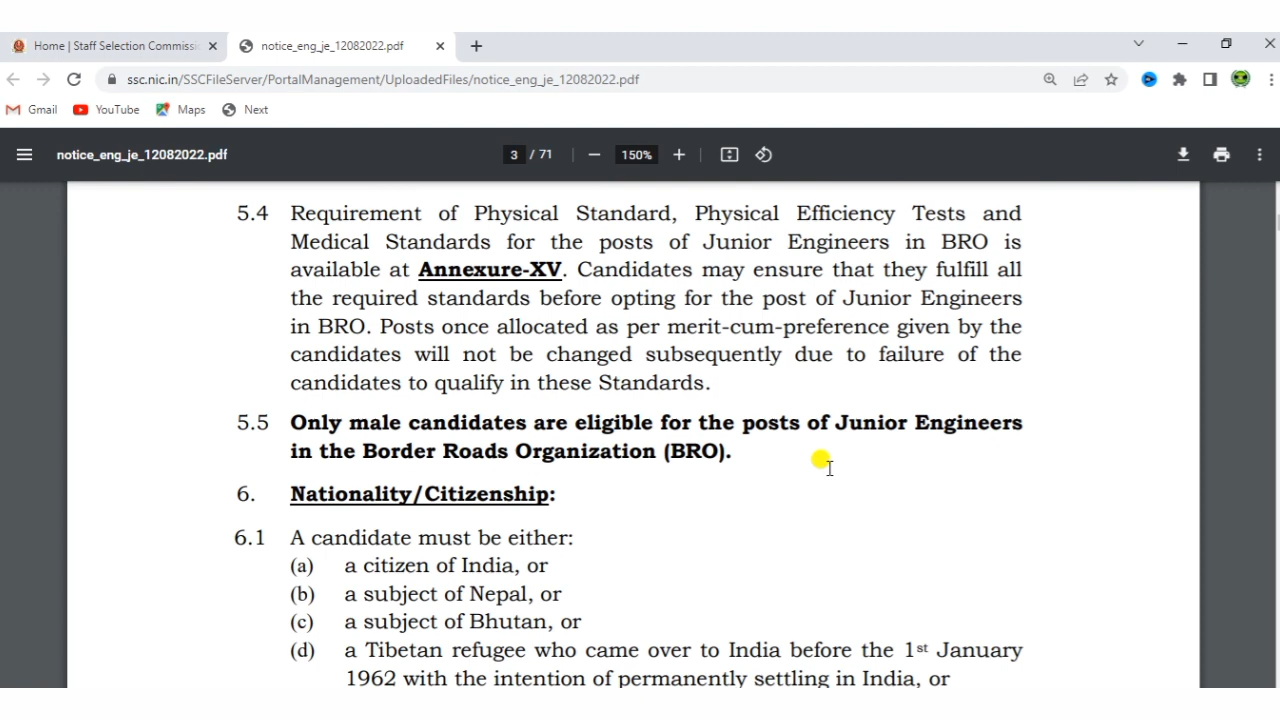 Home | Staff Selection Commissi
notice_eng_je_12082022.pdf
ssc.nic.in/SSCFileServer/PortalManagement/UploadedFiles/notice_eng_je_12082022.pdf
Gmail YouTube Maps Next
notice_eng_je_12082022.pdf 3 / 71 150%
5.4 Requirement of Physical Standard, Physical Efficiency Tests and
Medical Standards for the posts of Junior Engineers in BRO is
available at Annexure-XV. Candidates may ensure that they fulfill all
the required standards before opting for the post of Junior Engineers
in BRO. Posts once allocated as per merit-cum-preference given by the
candidates will not be changed subsequently due to failure of the
candidates to qualify in these Standards.
5.5 Only male candidates are eligible for the posts of Junior Engineers
in the Border Roads Organization (BRO).
6. Nationality/Citizenship:
6.1 A candidate must be either:
(a) a citizen of India, or
(b) a subject of Nepal, or
(c) a subject of Bhutan, or
(d) a Tibetan refugee who came over to India before the 1st January
1962 with the intention of permanently settling in India, or